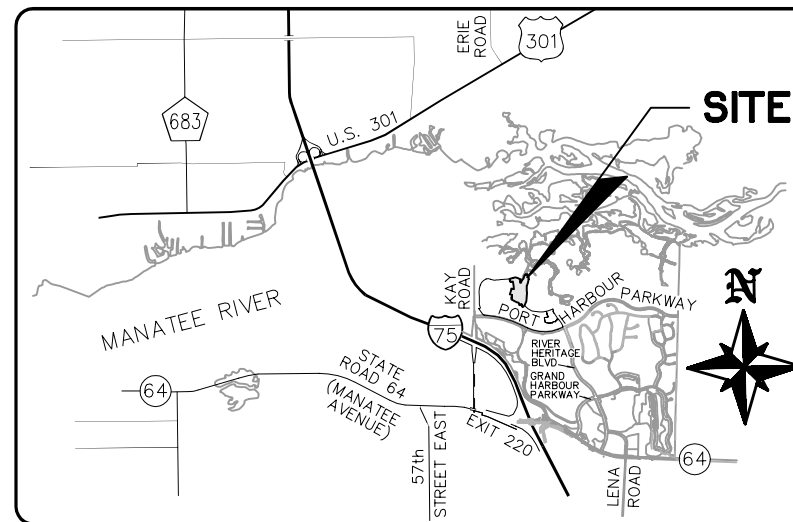 ERIE
ROAD
301
683
U.S. 301
SITE
KAY
ROAD
PORT HARBOUR PARKWAY
N
MANATEE RIVER
75
RIVER
HERITAGE
BLVD
GRAND
HARBOUR
PARKWAY
STATE
ROAD 64
(MANATEE
AVENUE)
64
EXIT 220
57th
STREET EAST
LENA
ROAD
64